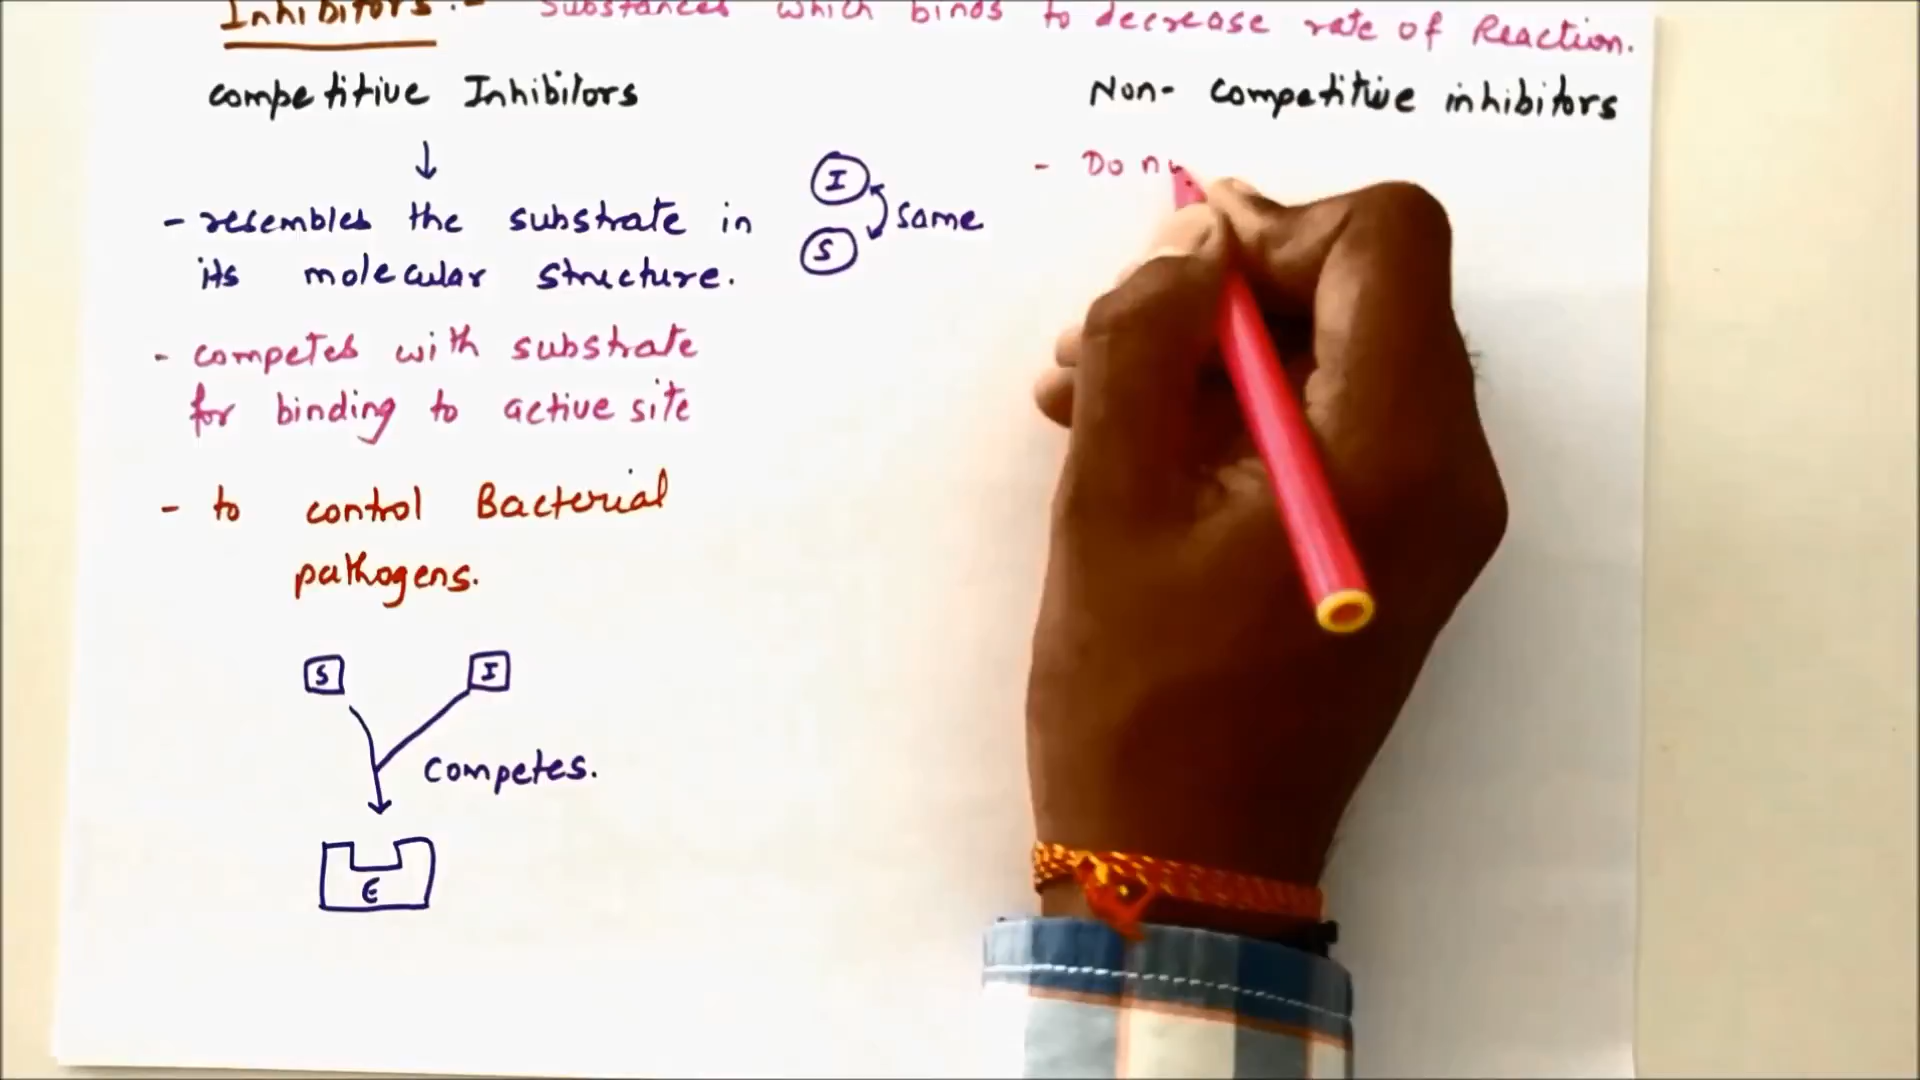 Inhibitors :- Substances which binds to decrease rate of Reaction.
competitive Inhibitors
- resembles the substrate in
its molecular structure.
I
S
same
- competes with substrate
for binding to active site
- to control Bacterial
pathogens.
S I
competes.
E
Non- competitive inhibitors
- Do n